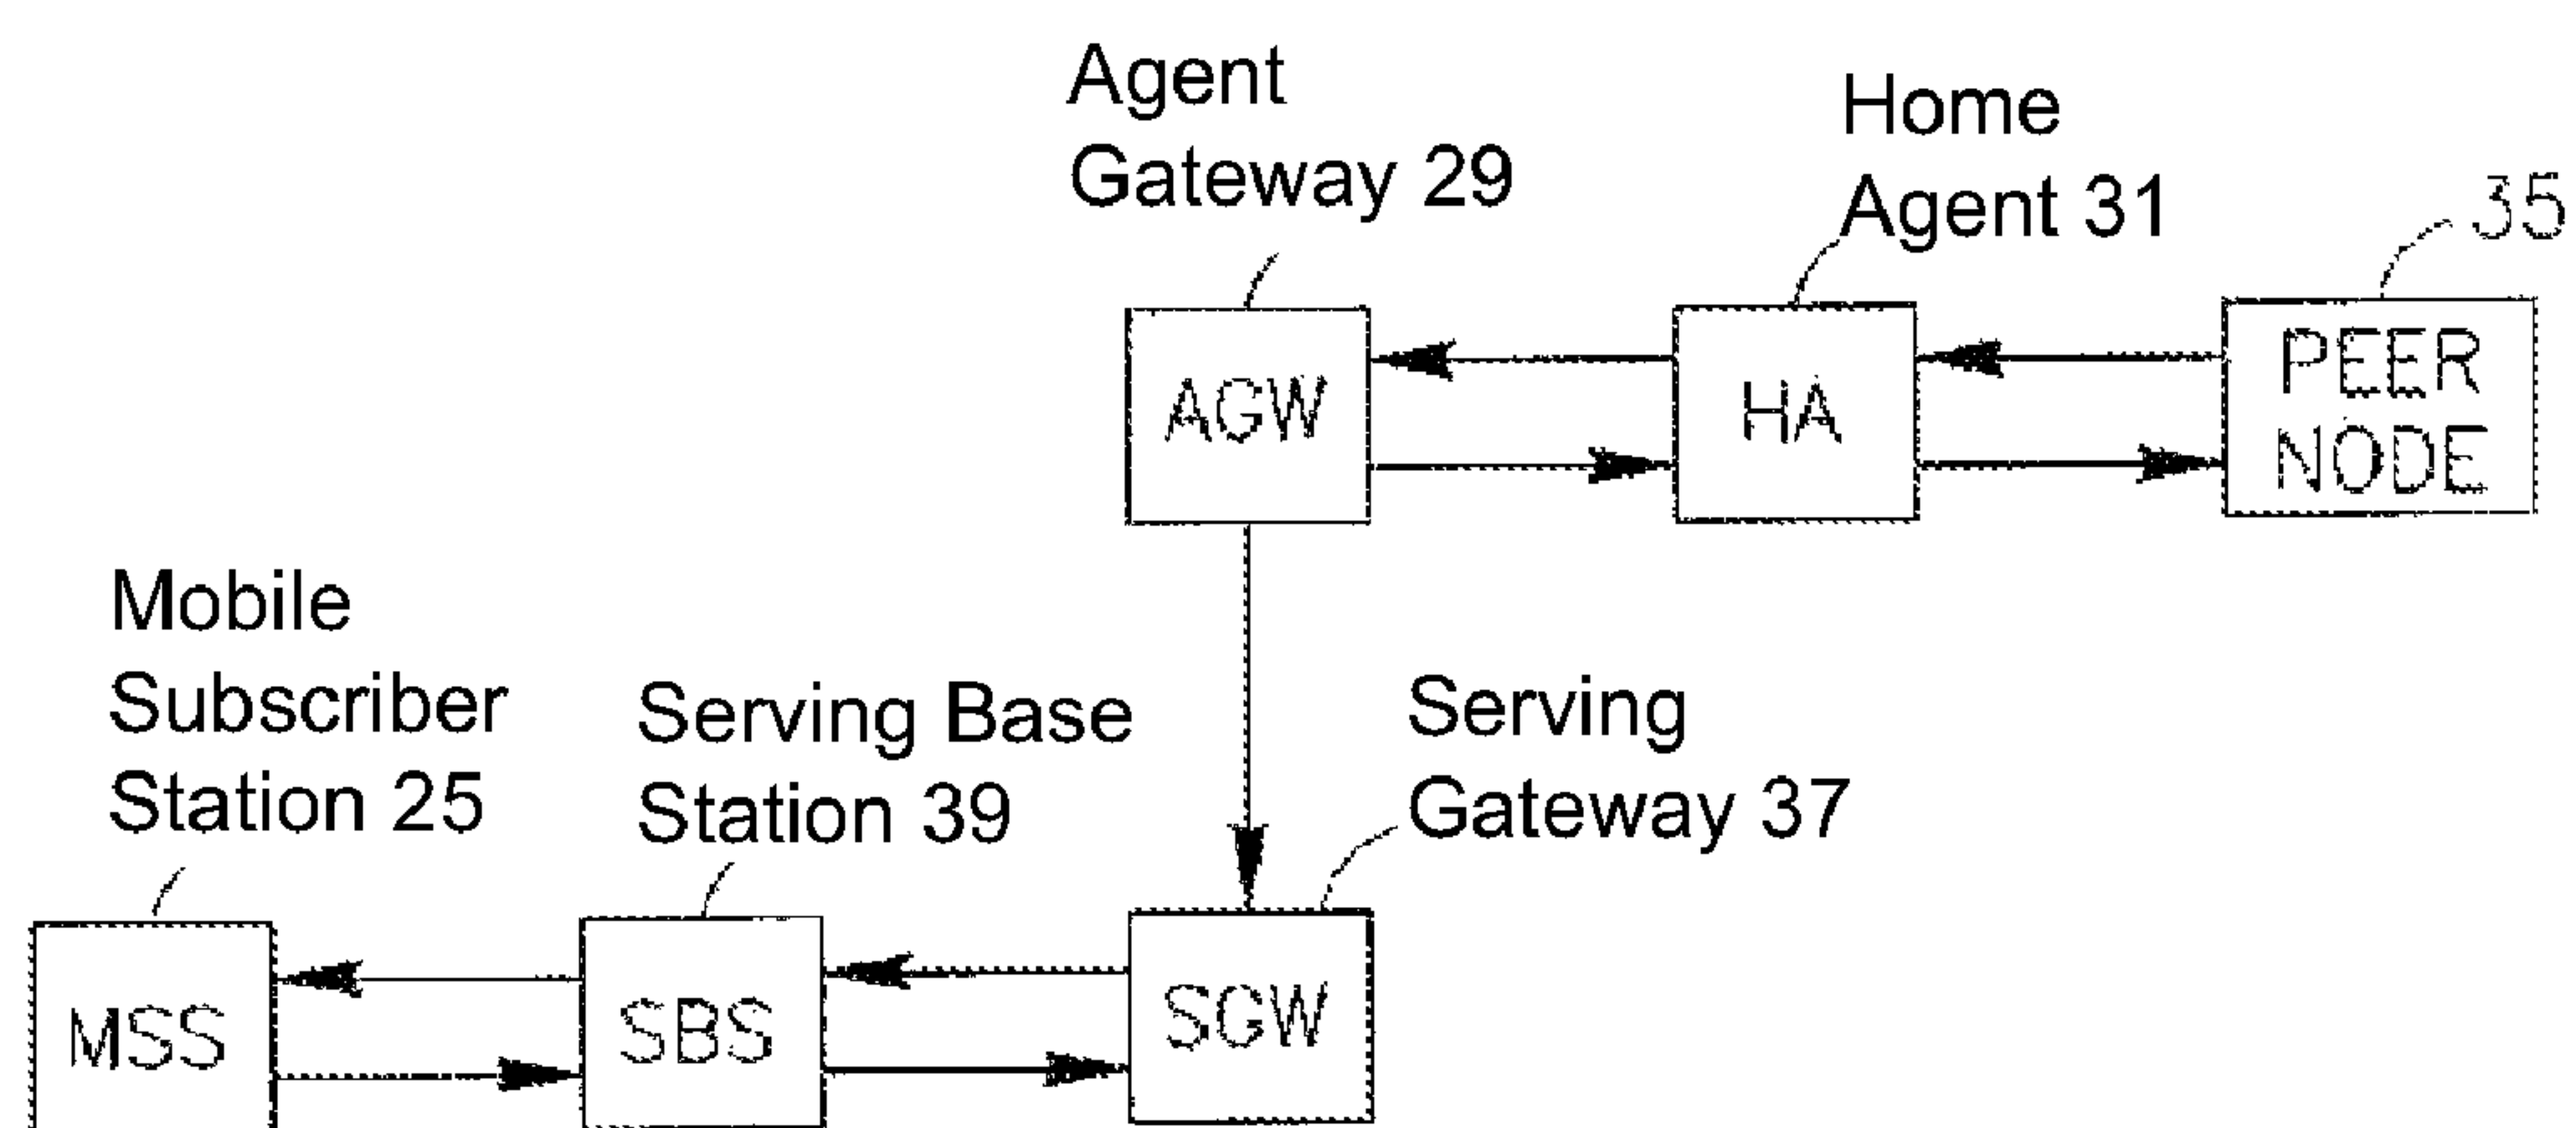 Agent
Gateway 29
Home
Agent 31
35
AGW
HA
PEER
NODE
Mobile
Subscriber
Station 25
Serving Base
Station 39
Serving
Gateway 37
MSS
SBS
SGW